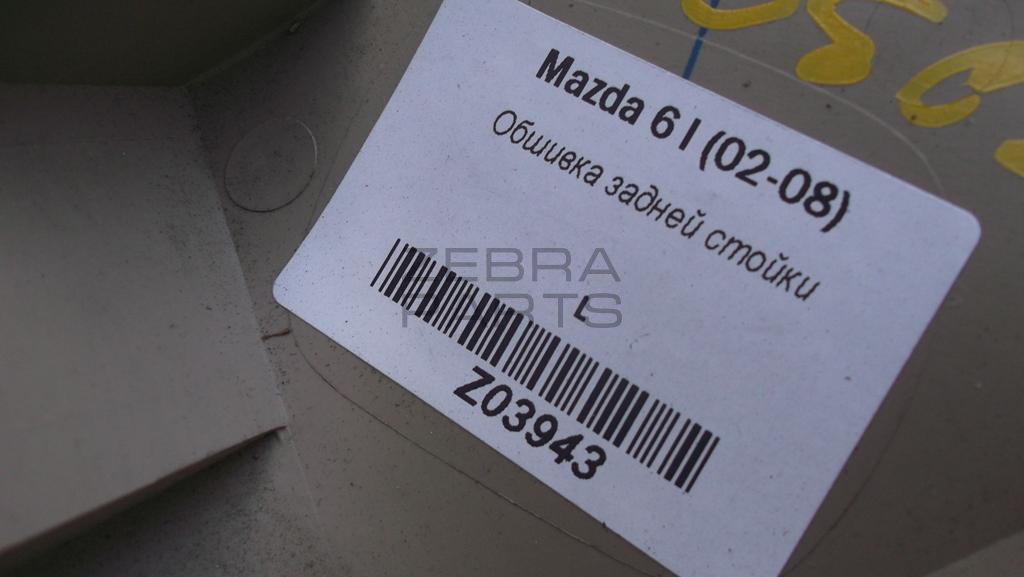 Mazda 6 I (02-08)
Обшивка задней стойки
L
Z03943
ZEBRA
PARTS